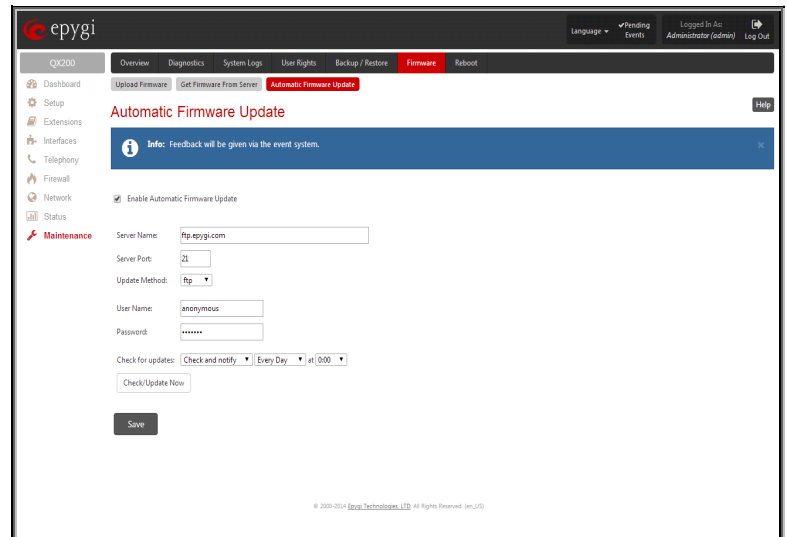 epygi
Language
Pending Events
Logged In As: Administrator (admin)
Log Out
QX200
Overview Diagnostics System Logs User Rights Backup / Restore Firmware Reboot
Dashboard
Setup
Extensions
Interfaces
Telephony
Firewall
Network
Status
Maintenance
Upload Firmware Get Firmware From Server Automatic Firmware Update
Automatic Firmware Update
Help
Info: Feedback will be given via the event system.
Enable Automatic Firmware Update
Server Name: ftp.epygi.com
Server Port: 21
Update Method: ftp
User Name: anonymous
Password: •••••••
Check for updates: Check and notify Every Day at 0:00
Check/Update Now
Save
© 2000-2014 Epygi Technologies, LTD. All Rights Reserved. (en_US)